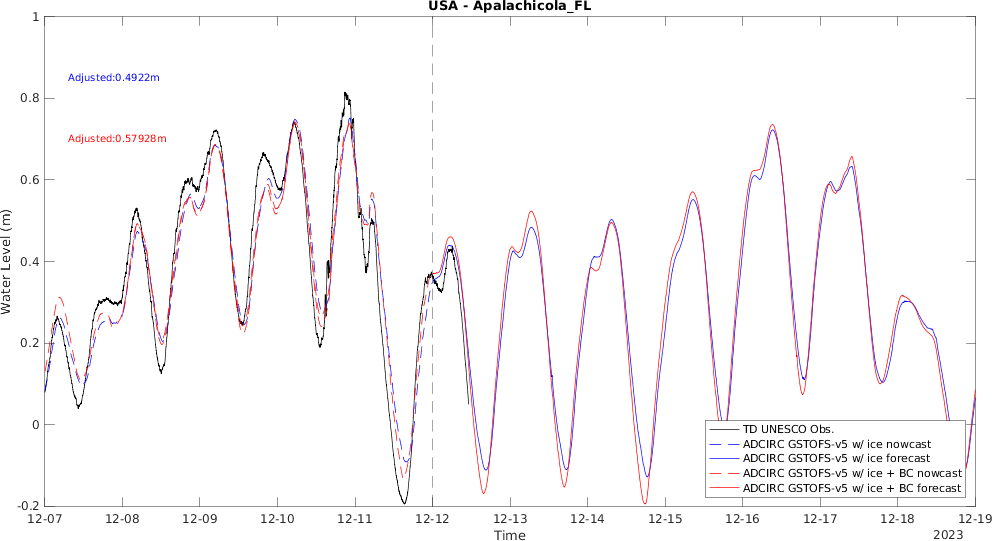 USA - Apalachicola_FL
1
0.8
0.6
0.4
0.2
0
-0.2
Water Level (m)
Adjusted:0.4922m
Adjusted:0.57928m
TD UNESCO Obs.
ADCIRC GSTOFS-v5 w/ ice nowcast
ADCIRC GSTOFS-v5 w/ ice forecast
ADCIRC GSTOFS-v5 w/ ice + BC nowcast
ADCIRC GSTOFS-v5 w/ ice + BC forecast
12-07 12-08 12-09 12-10 12-11 12-12 12-13 12-14 12-15 12-16 12-17 12-18 12-19
Time
2023